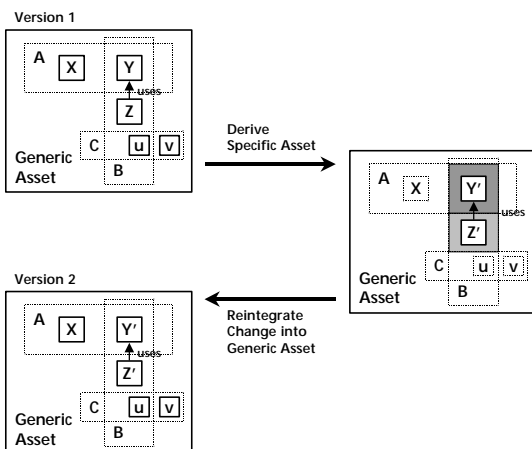 Version 1
A
X
Y
uses
Z
C
u
v
Generic
Asset
B
Derive
Specific Asset
A
X
Y'
uses
Z'
C
u
v
Generic
Asset
B
Version 2
Reintegrate
Change into
Generic Asset
A
X
Y'
uses
Z'
C
u
v
Generic
Asset
B